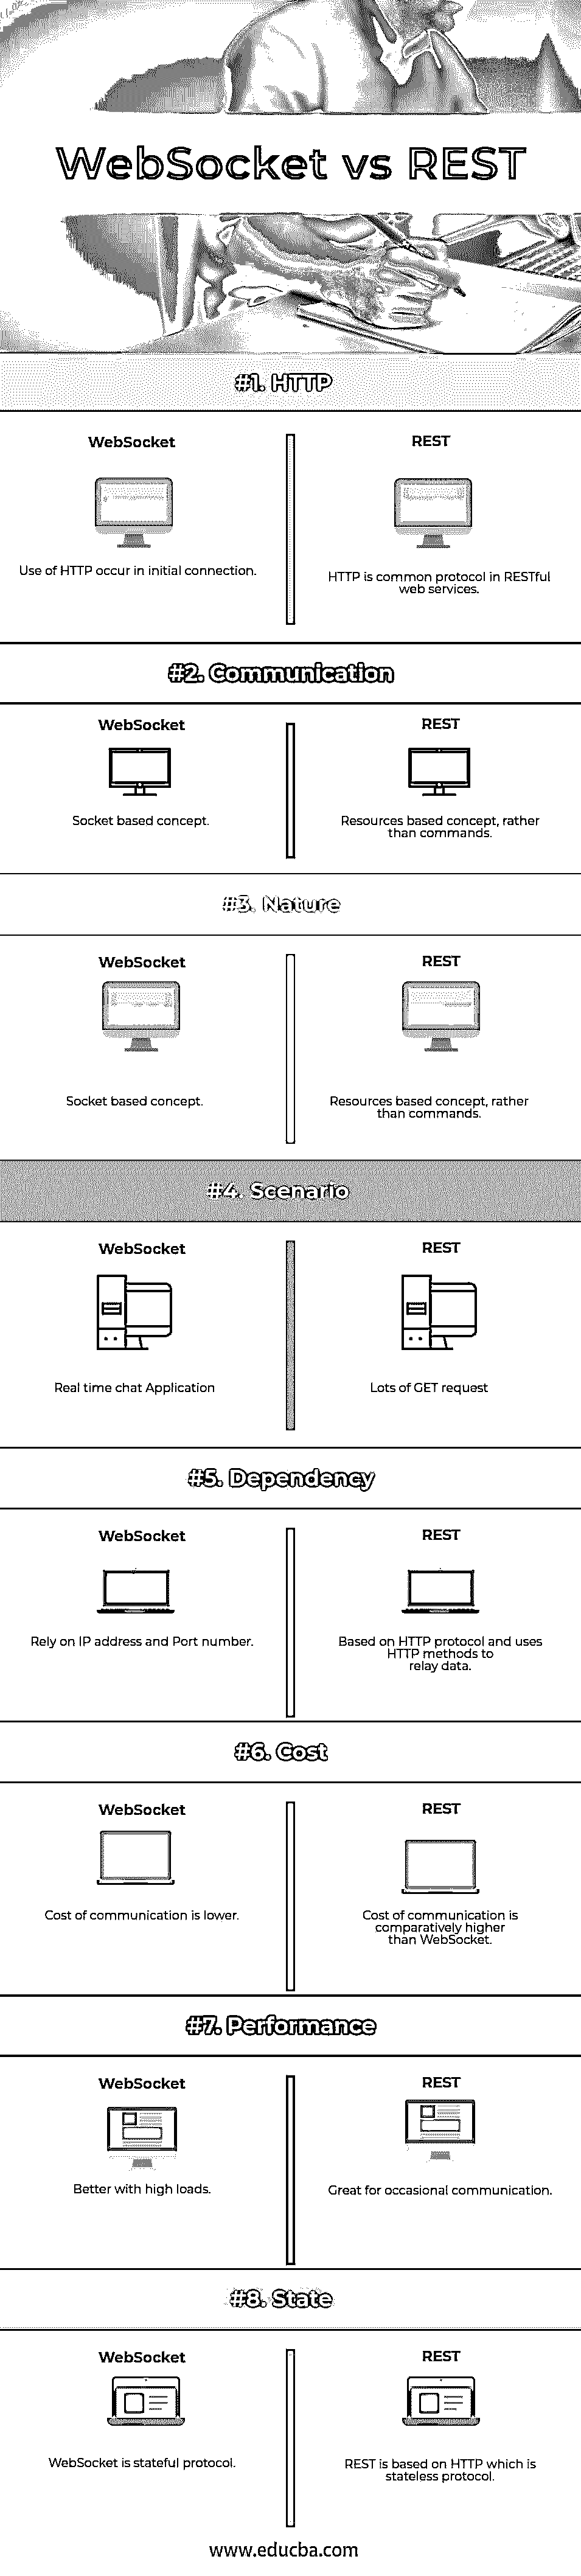 WebSocket vs REST
#1. HTTP
WebSocket
REST
Use of HTTP occur in initial connection.
HTTP is common protocol in RESTful
web services.
#2. Communication
WebSocket
REST
Socket based concept.
Resources based concept, rather
than commands.
#3. Nature
WebSocket
REST
Socket based concept.
Resources based concept, rather
than commands.
#4. Scenario
WebSocket
REST
Real time chat Application
Lots of GET request
#5. Dependency
WebSocket
REST
Rely on IP address and Port number.
Based on HTTP protocol and uses
HTTP methods to
relay data.
#6. Cost
WebSocket
REST
Cost of communication is lower.
Cost of communication is
comparatively higher
than WebSocket.
#7. Performance
WebSocket
REST
Better with high loads.
Great for occasional communication.
#8. State
WebSocket
REST
WebSocket is stateful protocol.
REST is based on HTTP which is
stateless protocol.
www.educba.com